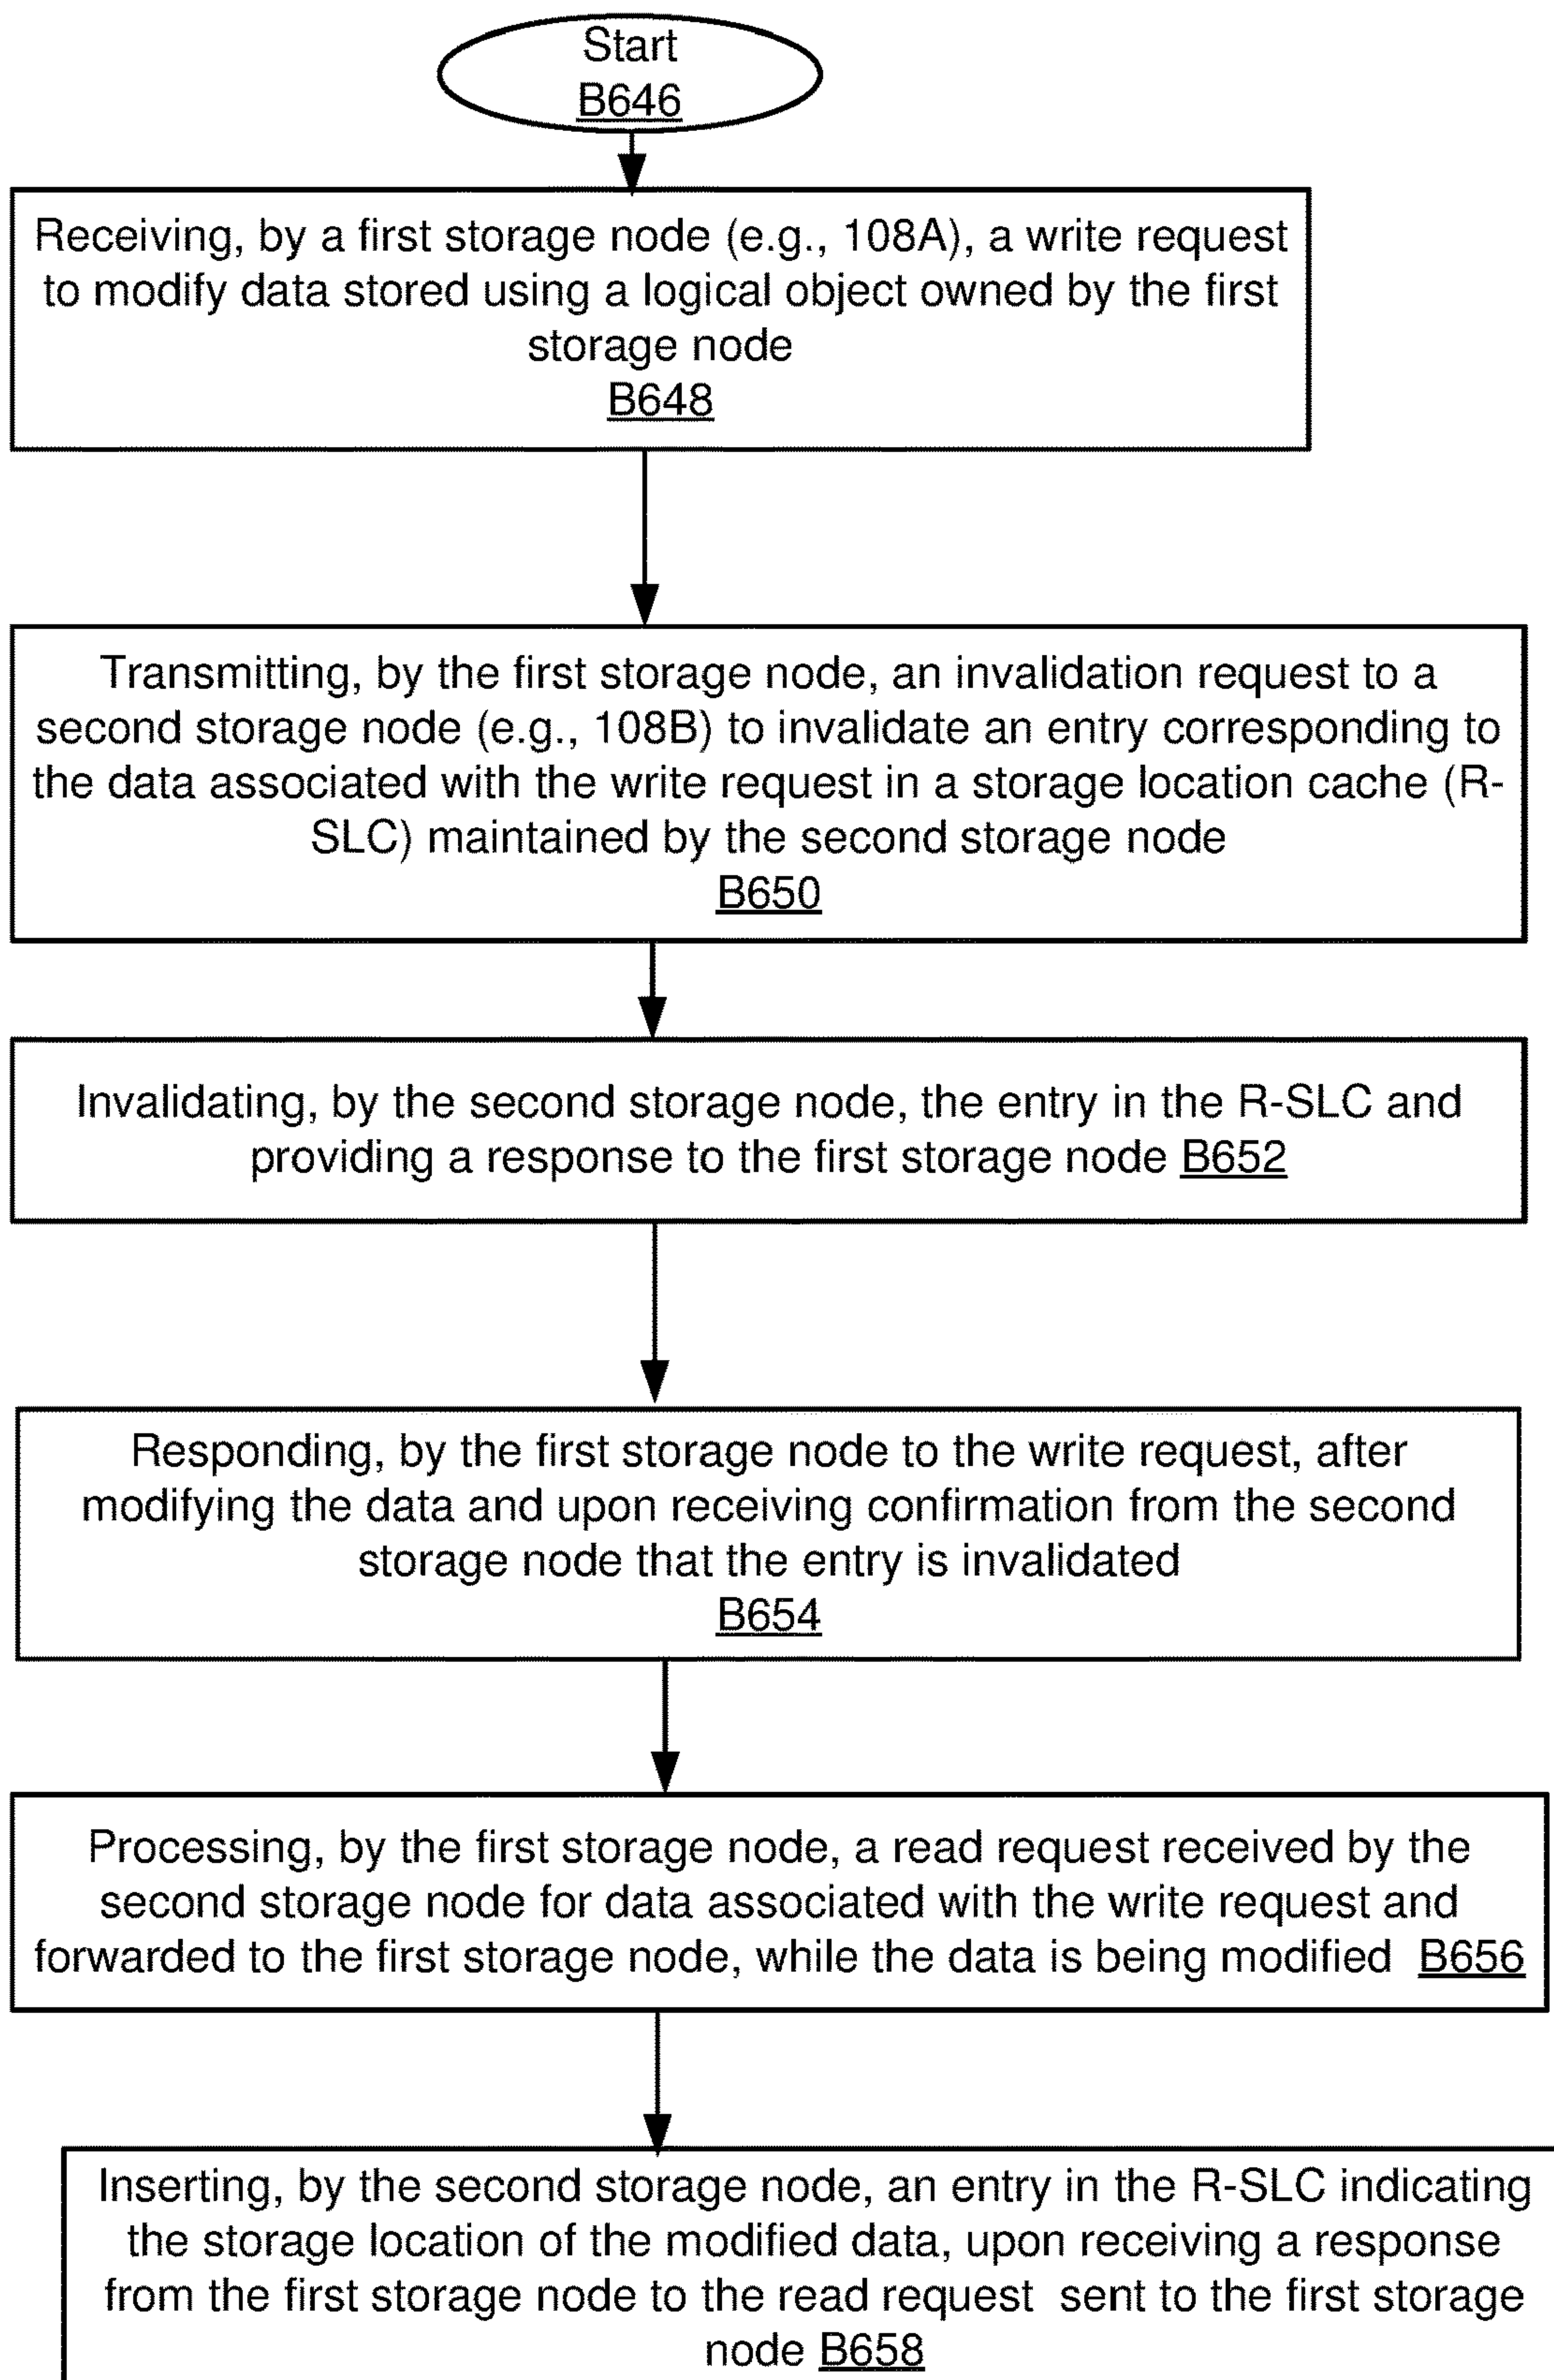 Start
B646
Receiving, by a first storage node (e.g., 108A), a write request
to modify data stored using a logical object owned by the first
storage node
B648
Transmitting, by the first storage node, an invalidation request to a
second storage node (e.g., 108B) to invalidate an entry corresponding to
the data associated with the write request in a storage location cache (R-
SLC) maintained by the second storage node
B650
Invalidating, by the second storage node, the entry in the R-SLC and
providing a response to the first storage node B652
Responding, by the first storage node to the write request, after
modifying the data and upon receiving confirmation from the second
storage node that the entry is invalidated
B654
Processing, by the first storage node, a read request received by the
second storage node for data associated with the write request and
forwarded to the first storage node, while the data is being modified B656
Inserting, by the second storage node, an entry in the R-SLC indicating
the storage location of the modified data, upon receiving a response
from the first storage node to the read request sent to the first storage
node B658